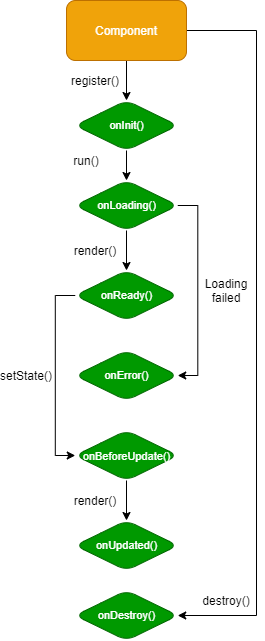 Component
register()
onInit()
run()
onLoading()
render()
Loading
failed
onReady()
setState()
onError()
onBeforeUpdate()
render()
onUpdated()
destroy()
onDestroy()